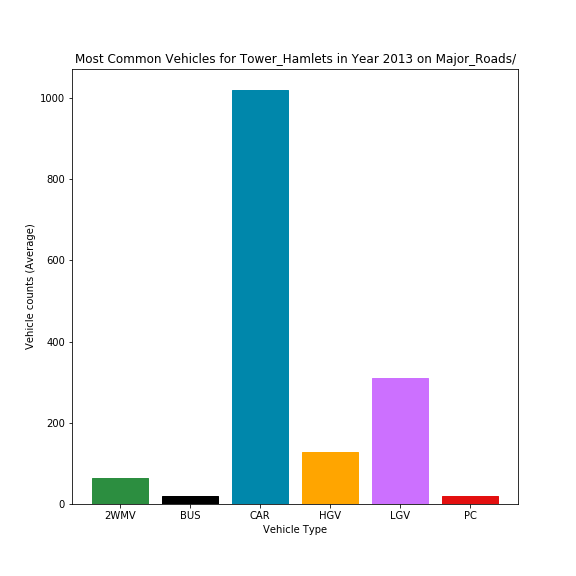 Most Common Vehicles for Tower_Hamlets in Year 2013 on Major_Roads/
1000
800
600
400
200
0
Vehicle counts (Average)
2WMV BUS CAR HGV LGV PC
Vehicle Type